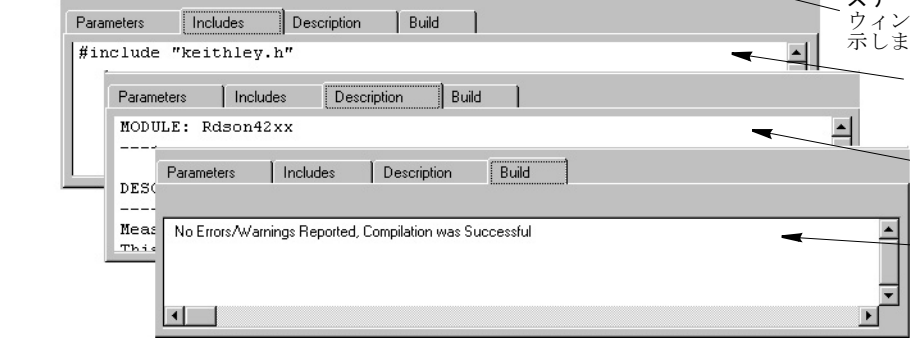 ウィン
示しま
Parameters Includes Description Build
#include "keithley.h"
Parameters Includes Description Build
MODULE: Rdson42xx
----
DESC
----
Meas
This
Parameters Includes Description Build
No Errors/Warnings Reported, Compilation was Successful